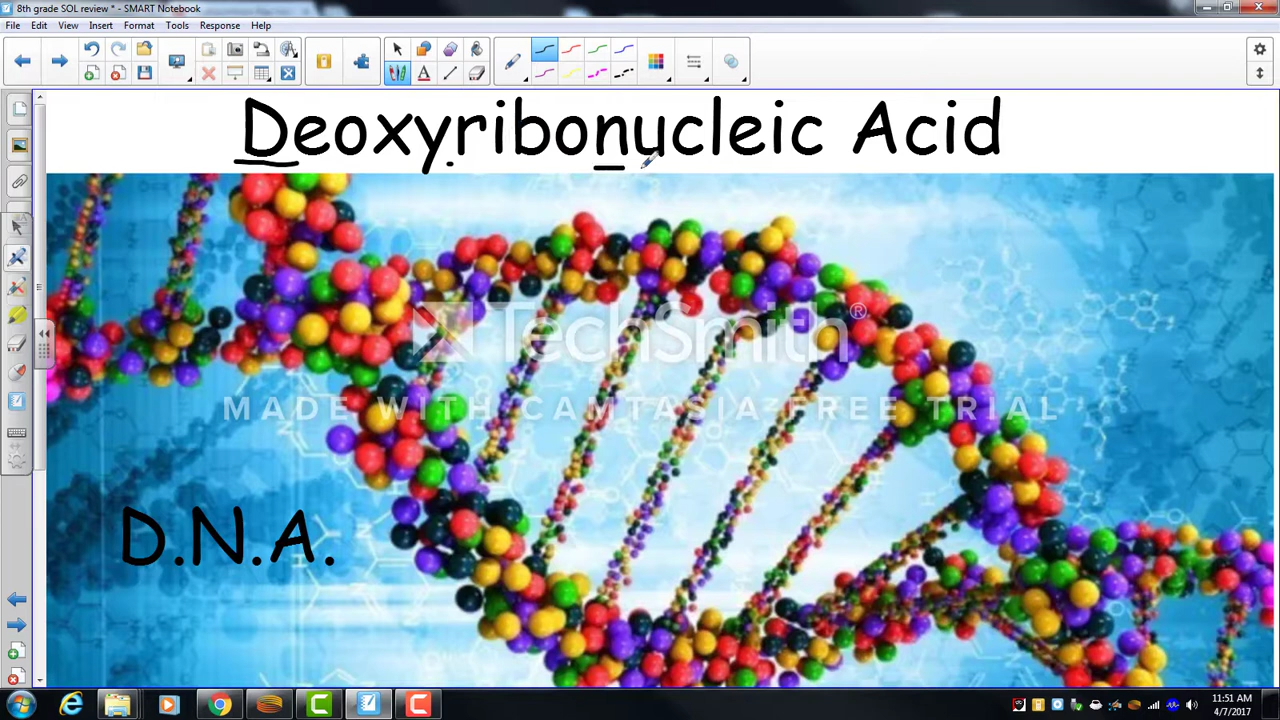 8th grade SOL review * - SMART Notebook
File Edit View Insert Format Tools Response Help
Deoxyribonucleic Acid
TechSmith®
MADE WITH CAMTASIA FREE TRIAL
D.N.A.
11:51 AM
4/7/2017